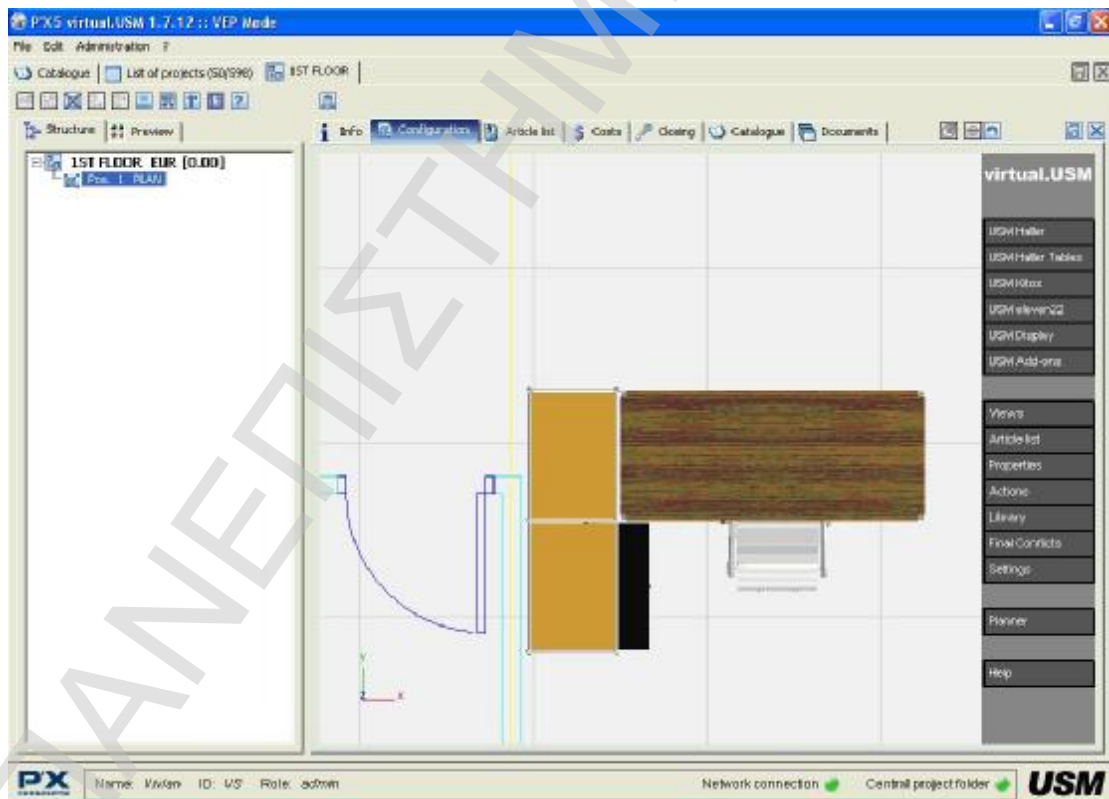 P'X5 virtual.USM 1.7.12 :: VEP Mode
File Edit Administration ?
Catalogue List of projects (50/598) 1ST FLOOR
Structure Preview
Info Configuration Article list Costs Closing Catalogue Documents
1ST FLOOR EUR [0.00]
Pos. 1 PLAN
virtual.USM
USM Haller
USM Haller Tables
USM Kitos
USM eleven22
USM Display
USM Add-ons
Views
Article list
Properties
Actions
Library
Final Conflicts
Settings
Planner
Help
Y
Z X
P'X
Name: Vivian ID: VS Role: admin
Network connection Central project folder
USM
ΠΑΝΕΠΙΣΤΗΜ